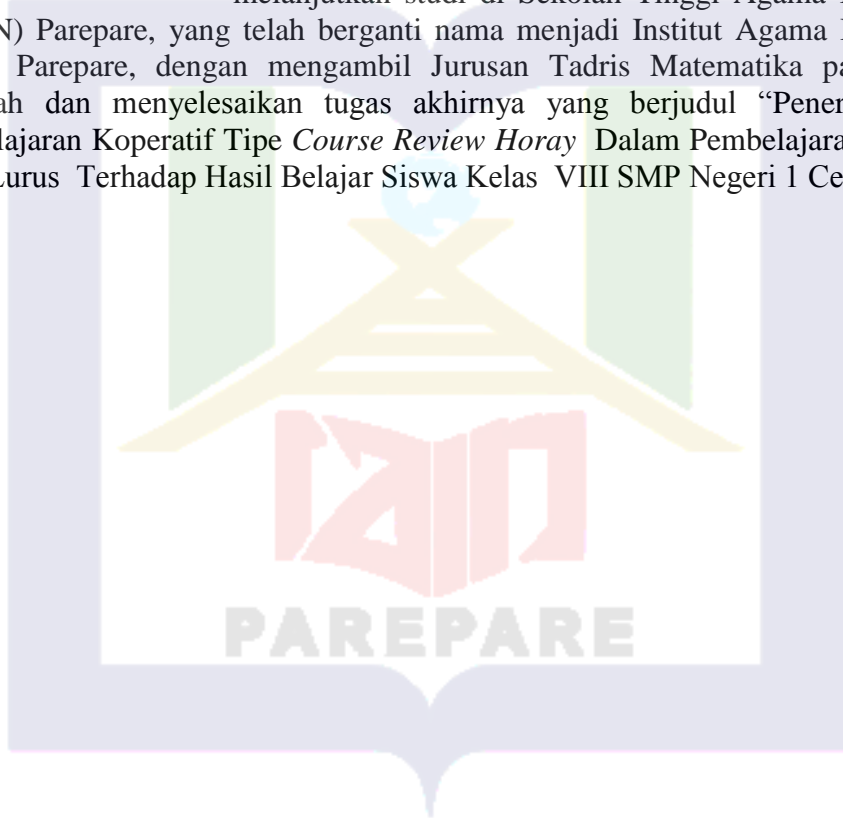 melanjutkan studi di Sekolah Tinggi Agama
N) Parepare, yang telah berganti nama menjadi Institut Agama I
Parepare, dengan mengambil Jurusan Tadris Matematika pa
ah dan menyelesaikan tugas akhirnya yang berjudul “Pener
elajaran Koperatif Tipe Course Review Horay Dalam Pembelajara
Lurus Terhadap Hasil Belajar Siswa Kelas VIII SMP Negeri 1 Ce
iain
PAREPARE